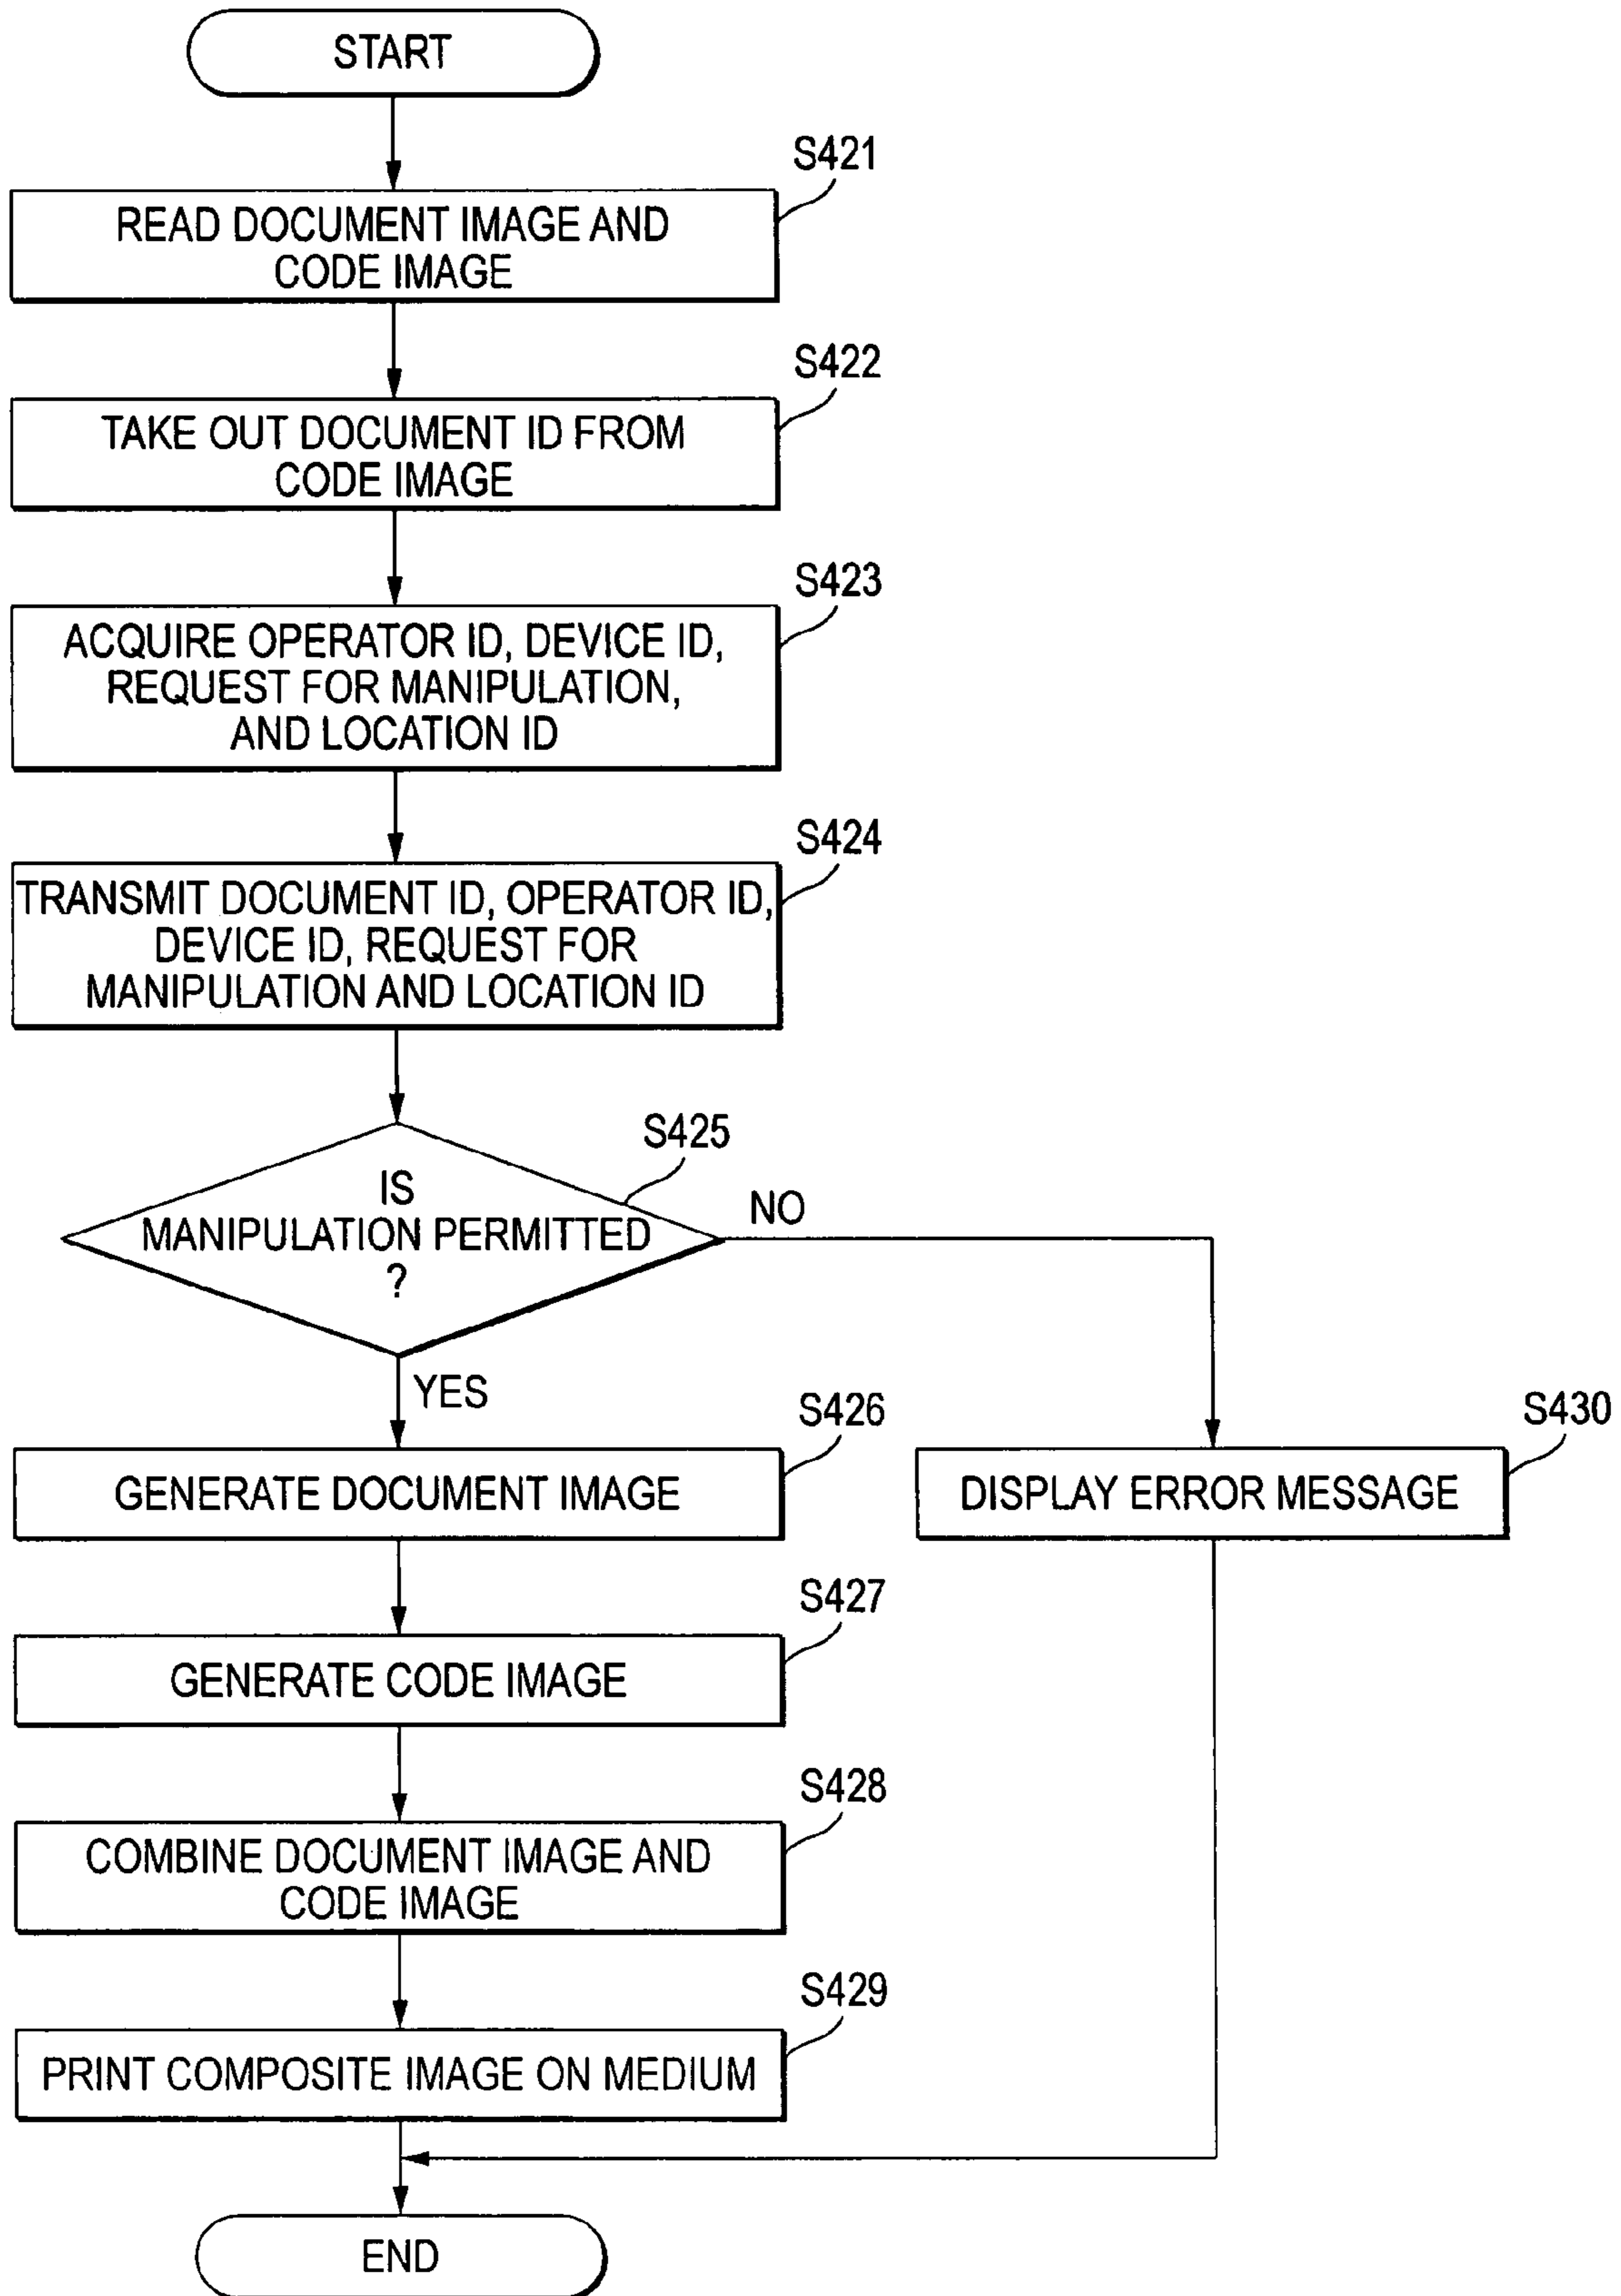 START
S421
READ DOCUMENT IMAGE AND
CODE IMAGE
S422
TAKE OUT DOCUMENT ID FROM
CODE IMAGE
S423
ACQUIRE OPERATOR ID, DEVICE ID,
REQUEST FOR MANIPULATION,
AND LOCATION ID
S424
TRANSMIT DOCUMENT ID, OPERATOR ID,
DEVICE ID, REQUEST FOR
MANIPULATION AND LOCATION ID
S425
IS
MANIPULATION PERMITTED
?
NO
YES
S426
GENERATE DOCUMENT IMAGE
S430
DISPLAY ERROR MESSAGE
S427
GENERATE CODE IMAGE
S428
COMBINE DOCUMENT IMAGE AND
CODE IMAGE
S429
PRINT COMPOSITE IMAGE ON MEDIUM
END